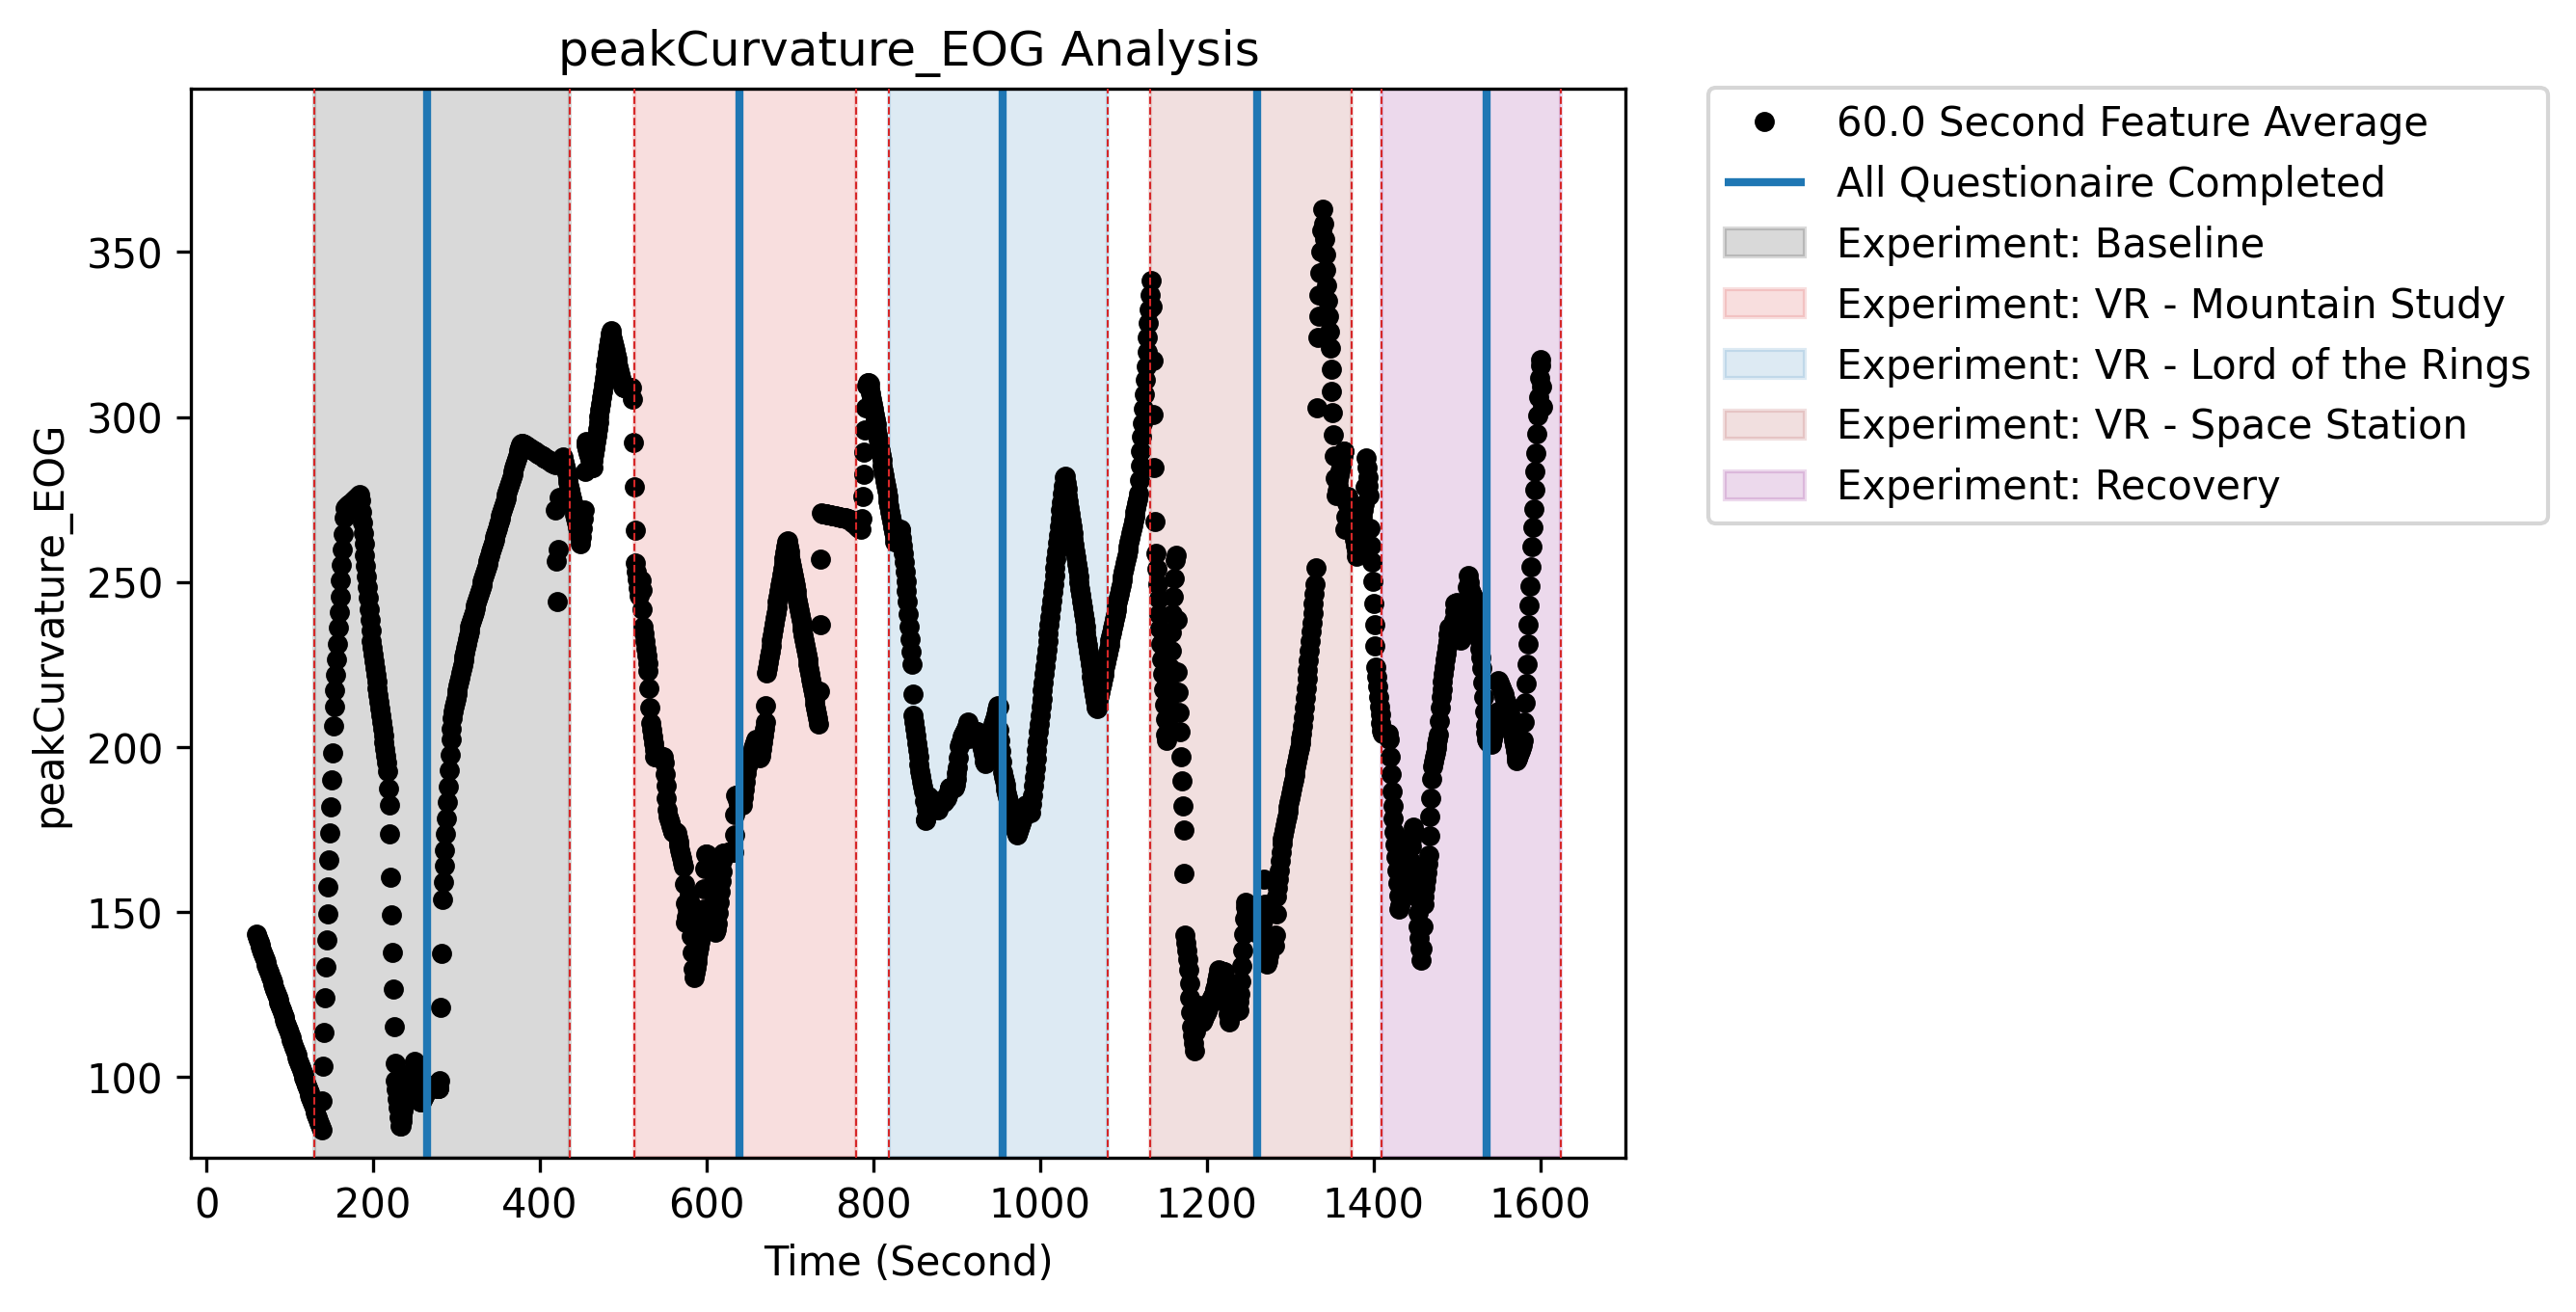 peakCurvature_EOG Analysis
peakCurvature_EOG
350
300
250
200
150
100
0 200 400 600 800 1000 1200 1400 1600
Time (Second)
60.0 Second Feature Average
All Questionaire Completed
Experiment: Baseline
Experiment: VR - Mountain Study
Experiment: VR - Lord of the Rings
Experiment: VR - Space Station
Experiment: Recovery